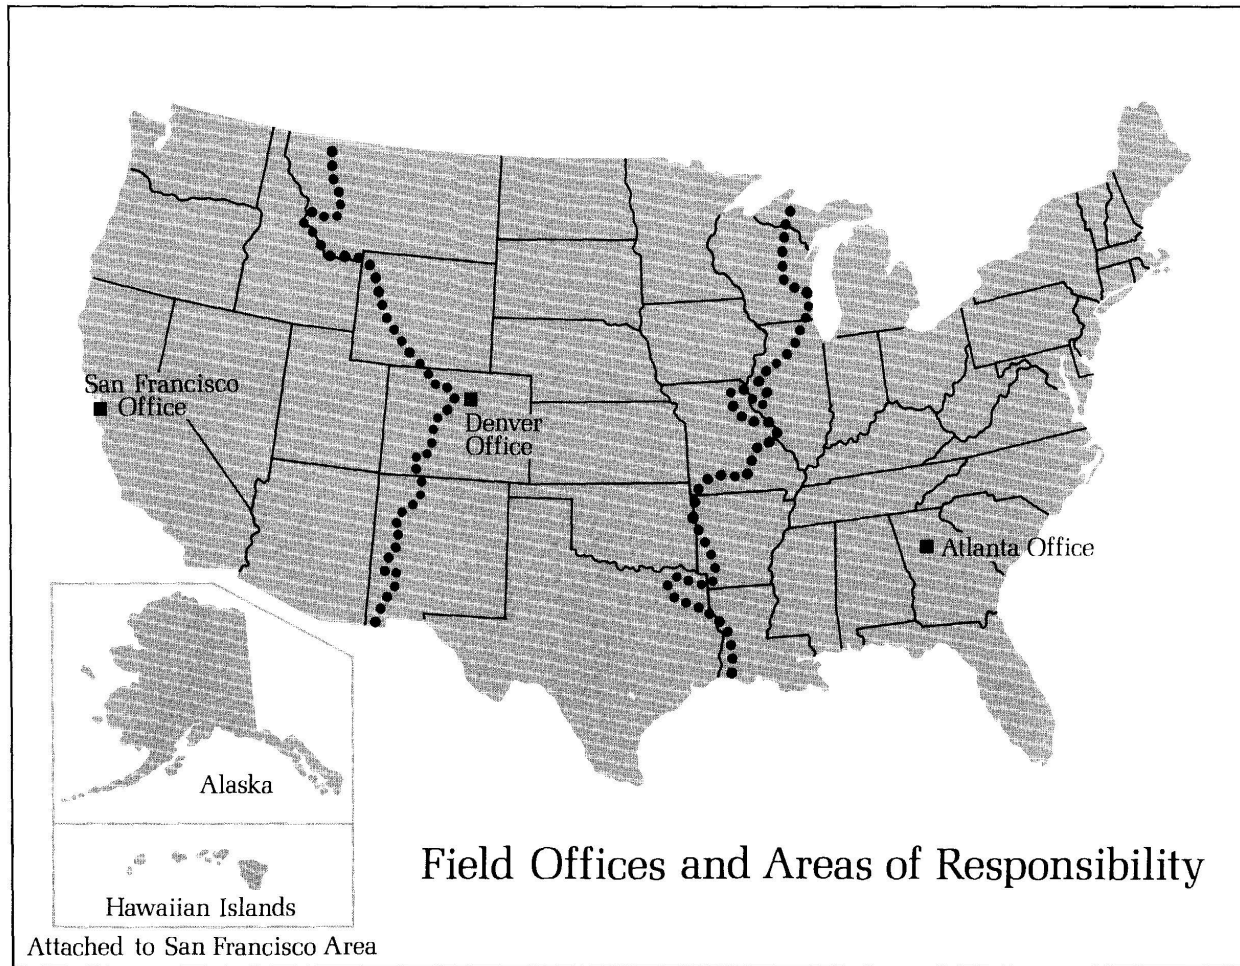 San Francisco
Office
Denver
Office
Atlanta Office
Alaska
Hawaiian Islands
Attached to San Francisco Area
Field Offices and Areas of Responsibility